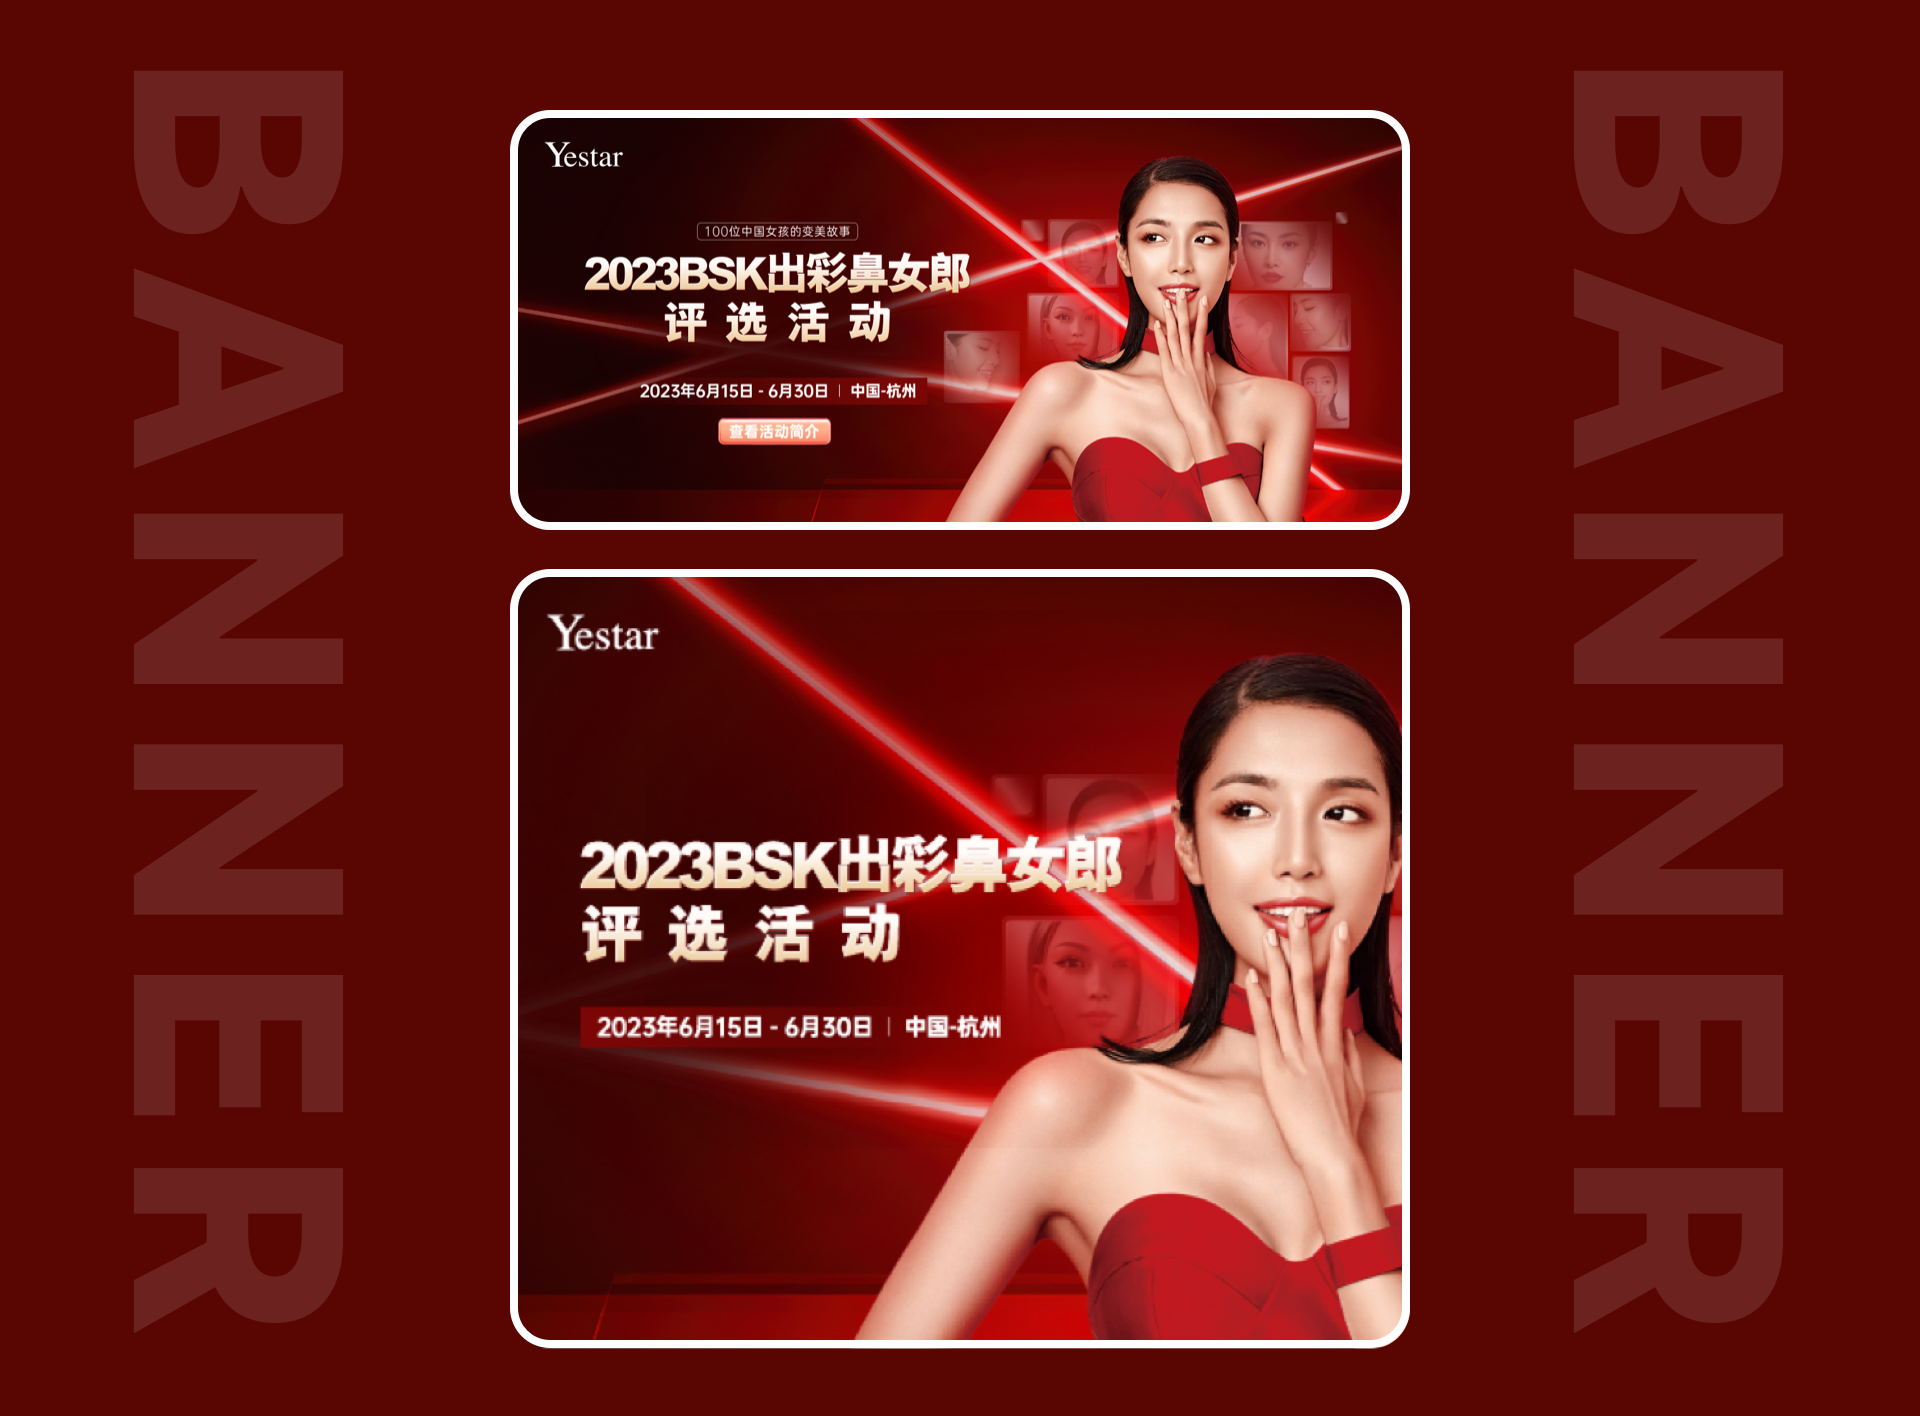 BANNER
Yestar
100位中国女孩的变美故事
2023BSK出彩鼻女郎
评选活动
2023年6月15日 - 6月30日 | 中国-杭州
查看活动简介
Yestar
2023BSK出彩鼻女郎
评选活动
2023年6月15日 - 6月30日 | 中国-杭州
BANNER